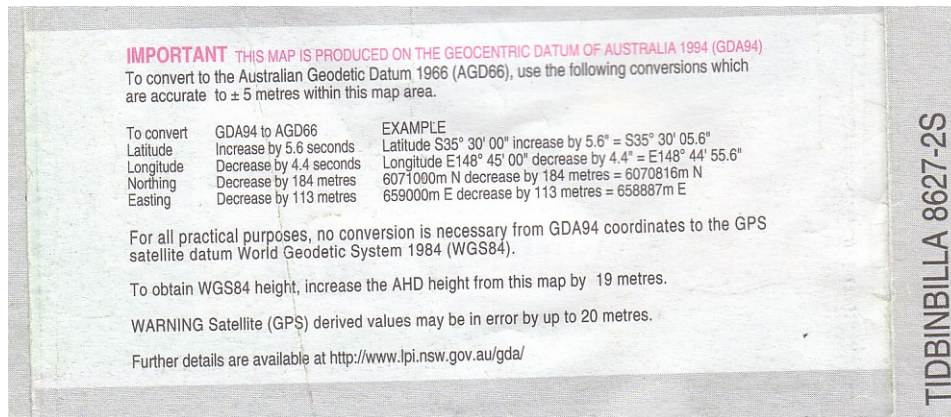 IMPORTANT THIS MAP IS PRODUCED ON THE GEOCENTRIC DATUM OF AUSTRALIA 1994 (GDA94)
To convert to the Australian Geodetic Datum 1966 (AGD66), use the following conversions which
are accurate to ± 5 metres within this map area.
To convert GDA94 to AGD66 EXAMPLE
Latitude Increase by 5.6 seconds Latitude S35° 30' 00" increase by 5.6" = S35° 30' 05.6"
Longitude Decrease by 4.4 seconds Longitude E148° 45' 00" decrease by 4.4" = E148° 44' 55.6"
Northing Decrease by 184 metres 6071000m N decrease by 184 metres = 6070816m N
Easting Decrease by 113 metres 659000m E decrease by 113 metres = 658887m E
For all practical purposes, no conversion is necessary from GDA94 coordinates to the GPS
satellite datum World Geodetic System 1984 (WGS84).
To obtain WGS84 height, increase the AHD height from this map by 19 metres.
WARNING Satellite (GPS) derived values may be in error by up to 20 metres.
Further details are available at http://www.lpi.nsw.gov.au/gda/
TIDBINBILLA 8627-2S